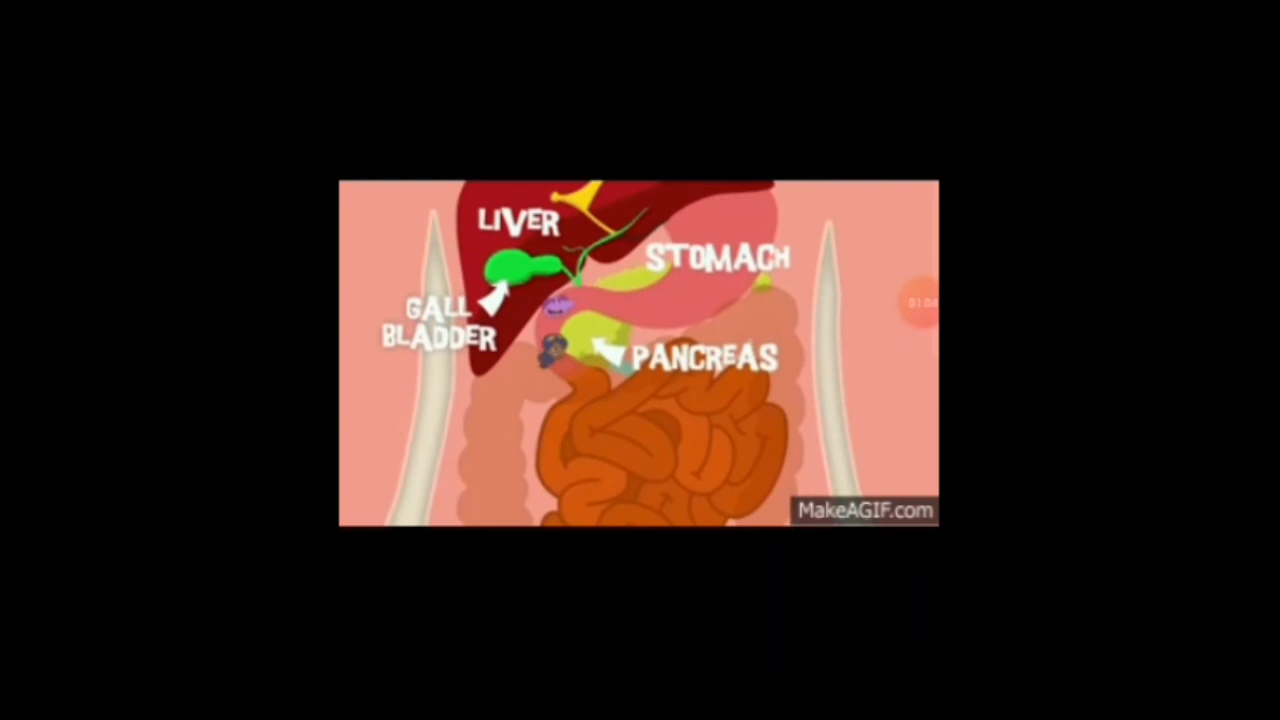 LIVER
STOMACH
GALL
BLADDER
PANCREAS
MakeAGIF.com